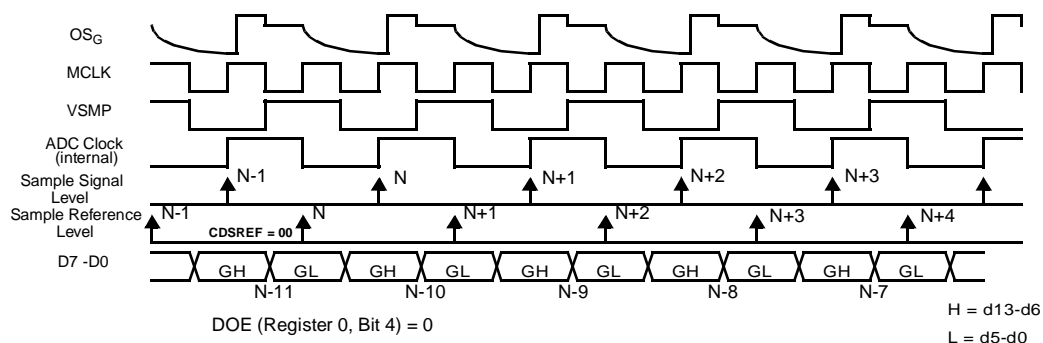 OSG
MCLK
VSMP
ADC Clock
(internal)
N-1 N N+1 N+2 N+3
Sample Signal
Level
N-1 N N+1 N+2 N+3 N+4
Sample Reference
Level
CDSREF = 00
D7 -D0
GH GL GH GL GH GL GH GL GH GL
N-11 N-10 N-9 N-8 N-7
DOE (Register 0, Bit 4) = 0
H = d13-d6
L = d5-d0